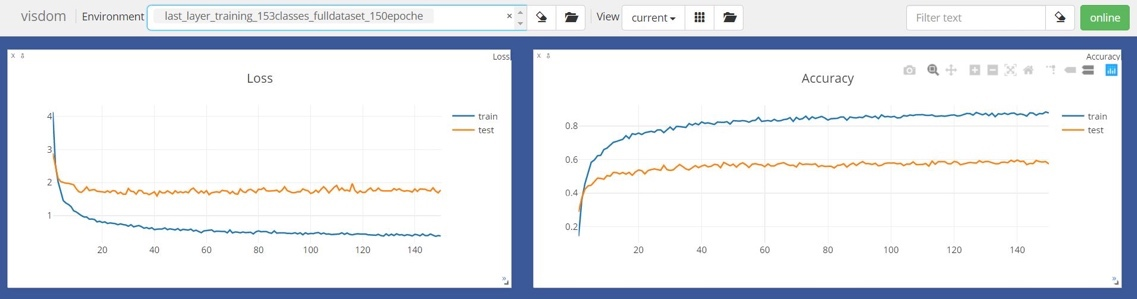 visdom Environment last_layer_training_153classes_fulldataset_150epoche × View current Filter text online
X Loss
Loss
4
3
2
1
20 40 60 80 100 120 140
train
test
X Accuracy
Accuracy
0.8
0.6
0.4
0.2
20 40 60 80 100 120 140
train
test